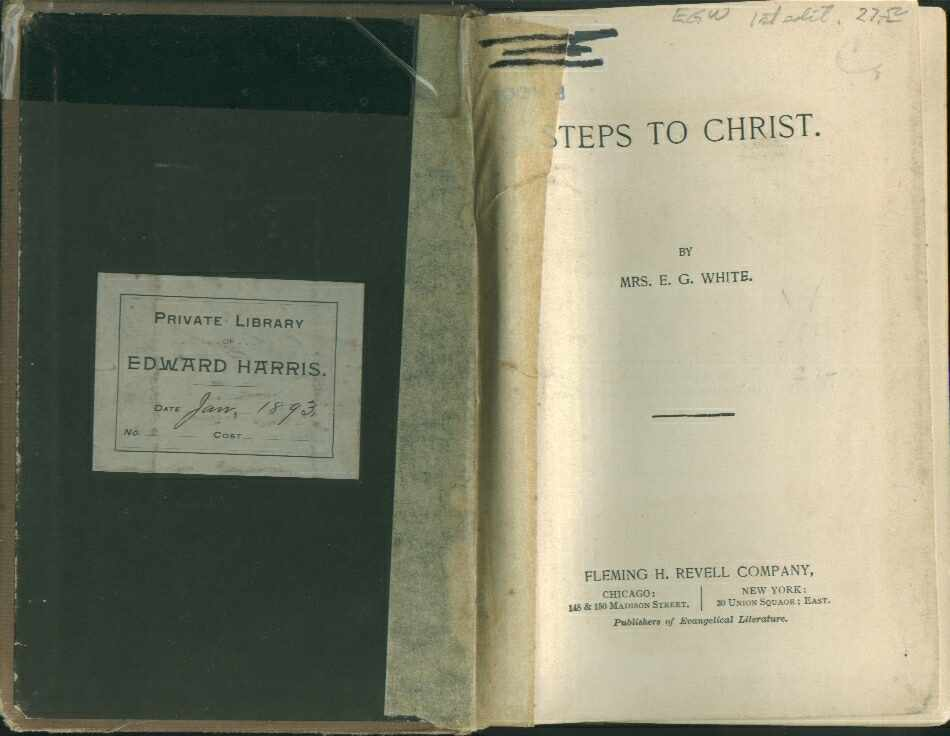 PRIVATE LIBRARY
OF
EDWARD HARRIS.
DATE Jan, 1893.
No. COST
EGW 1st edit. 27.50
STEPS TO CHRIST.
BY
MRS. E. G. WHITE.
FLEMING H. REVELL COMPANY,
CHICAGO:
148 & 150 MADISON STREET.
NEW YORK:
30 UNION SQUAOR; EAST.
Publishers of Evangelical Literature.